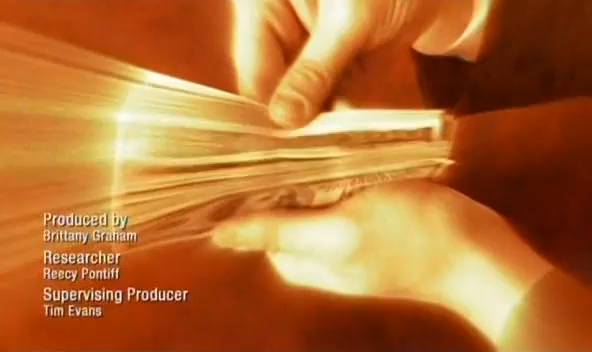 Produced by
Brittany Graham
Researcher
Reecy Pontiff
Supervising Producer
Tim Evans